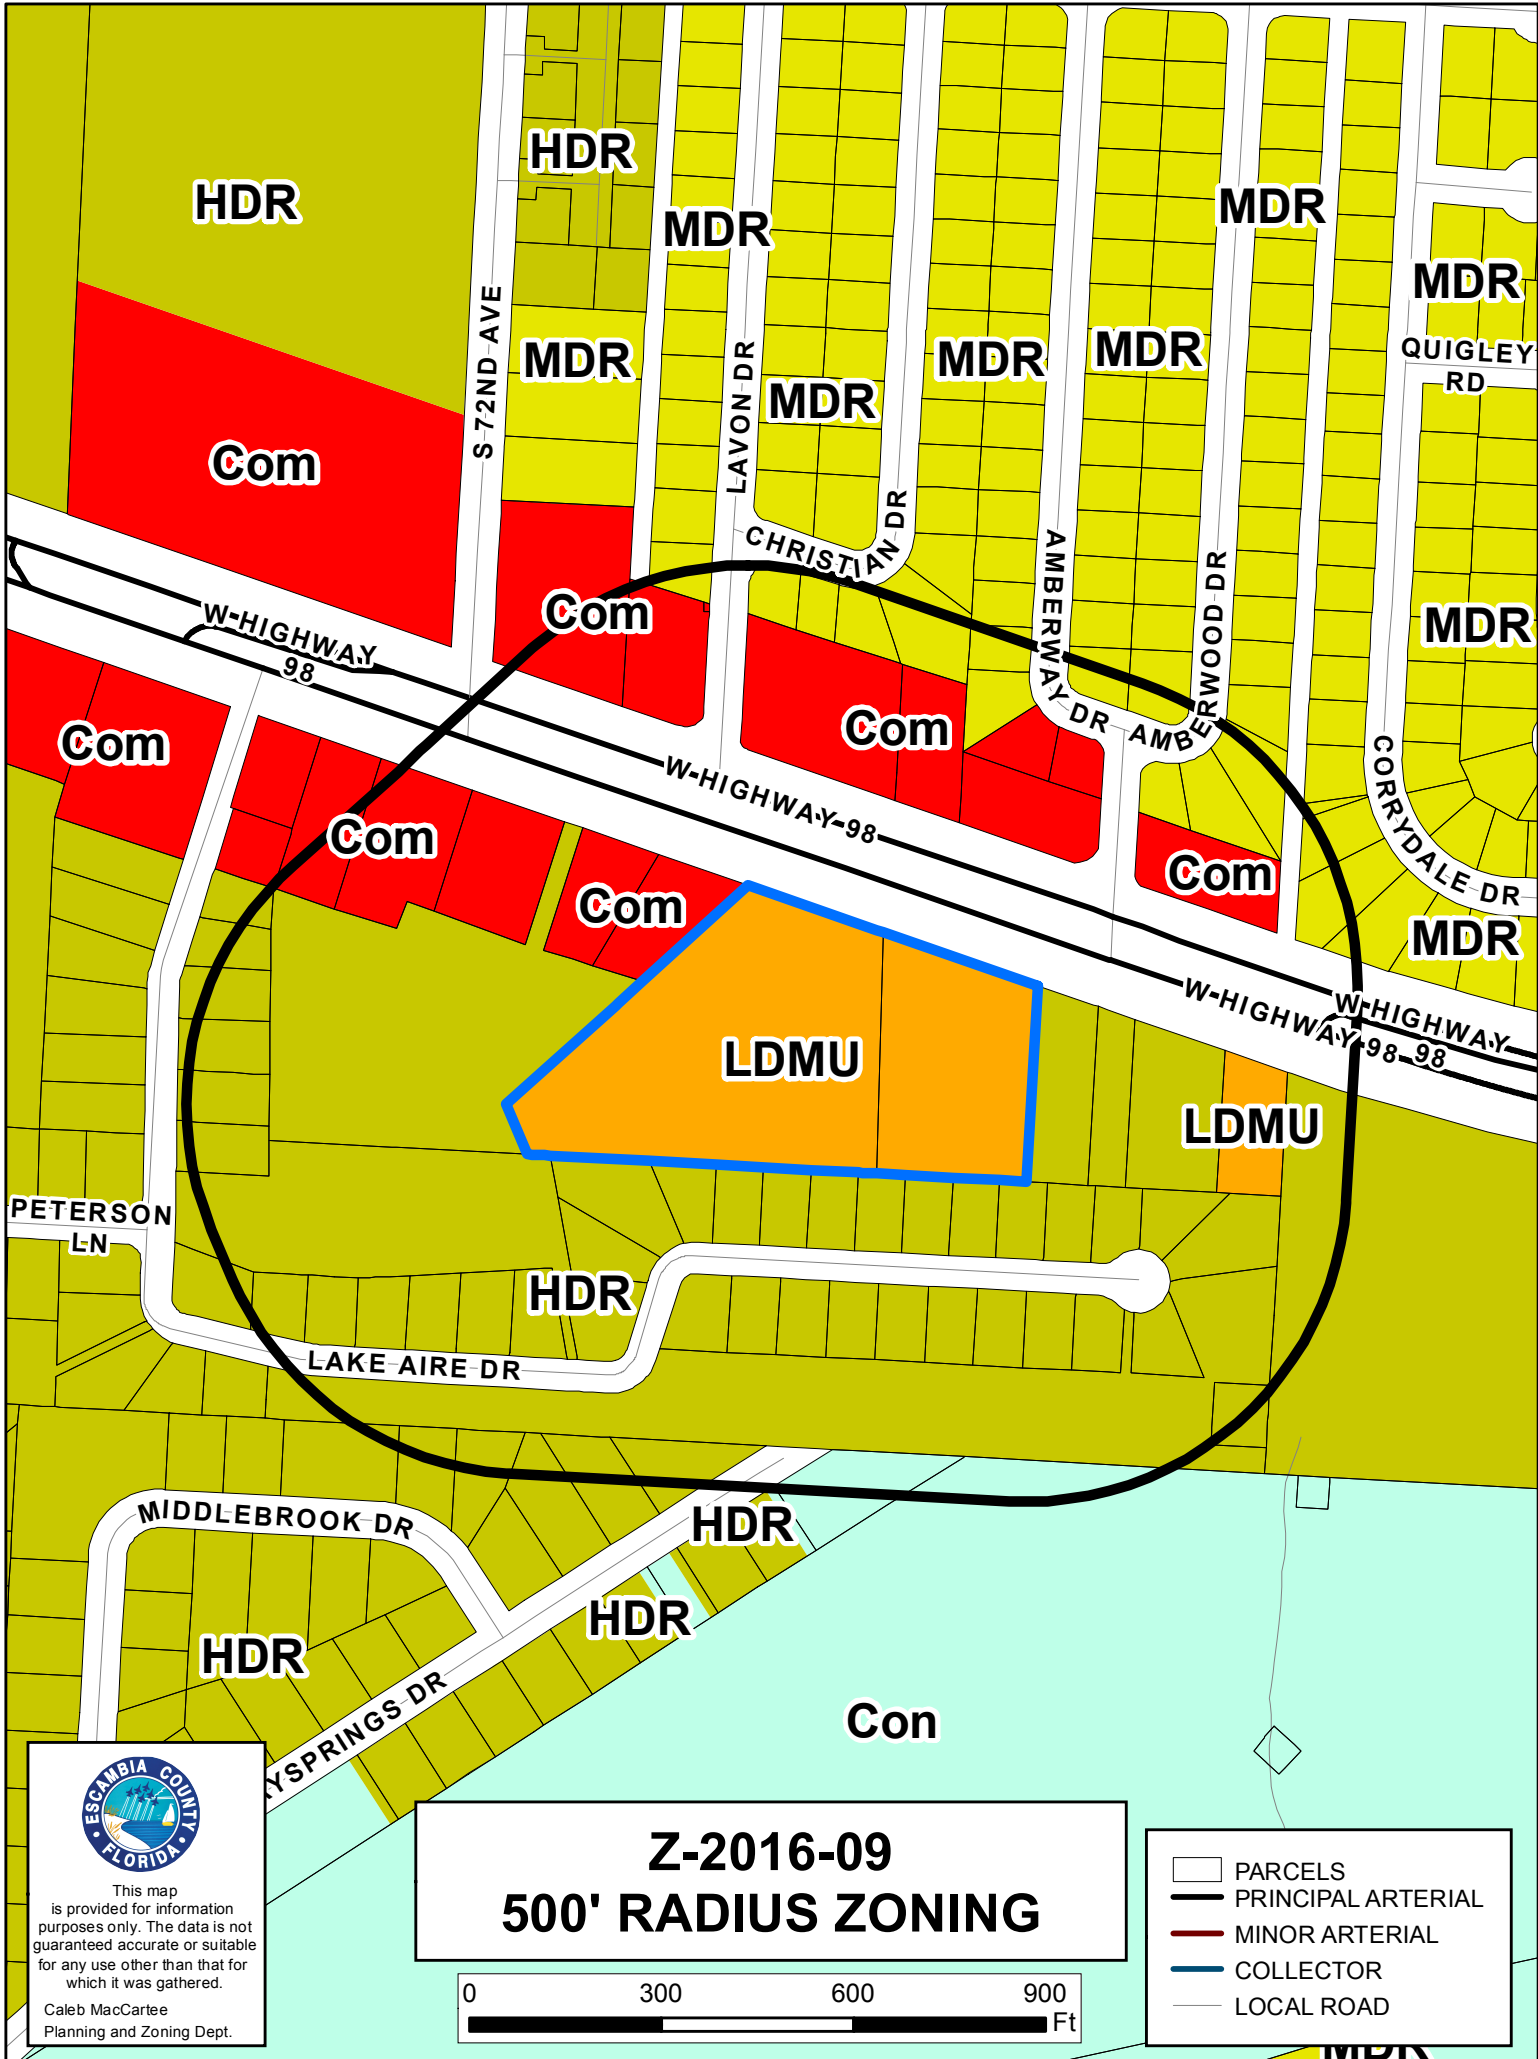 HDR
HDR
MDR
MDR
MDR
S 72ND AVE
MDR
LAVON DR
MDR
MDR
MDR
QUIGLEY
RD
Com
CHRISTIAN DR
AMBERWAY DR
AMBERWOOD DR
MDR
W HIGHWAY
98
Com
Com
Com
W HIGHWAY 98
CORRYDALE DR
Com
Com
Com
MDR
W HIGHWAY 98
W HIGHWAY
98
LDMU
LDMU
PETERSON
LN
HDR
LAKE AIRE DR
MIDDLEBROOK DR
HDR
HDR
HDR
YSPRINGS DR
Con
ESCAMBIA COUNTY
FLORIDA
This map
is provided for information
purposes only. The data is not
guaranteed accurate or suitable
for any use other than that for
which it was gathered.
Caleb MacCartee
Planning and Zoning Dept.
Z-2016-09
500' RADIUS ZONING
0 300 600 900
Ft
PARCELS
PRINCIPAL ARTERIAL
MINOR ARTERIAL
COLLECTOR
LOCAL ROAD
MDR